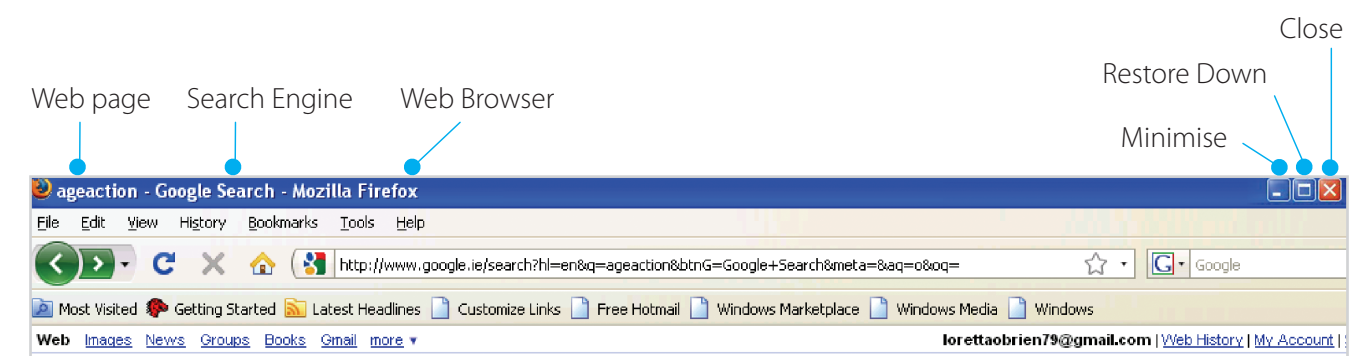 Close
Restore Down
Web page Search Engine Web Browser
Minimise
ageaction - Google Search - Mozilla Firefox
File Edit View History Bookmarks Tools Help
http://www.google.ie/search?hl=en&q=ageaction&btnG=Google+Search&meta=&aq=o&oq= G Google
Most Visited Getting Started Latest Headlines Customize Links Free Hotmail Windows Marketplace Windows Media Windows
Web Images News Groups Books Gmail more ▼ lorettaobrien79@gmail.com | Web History | My Account |